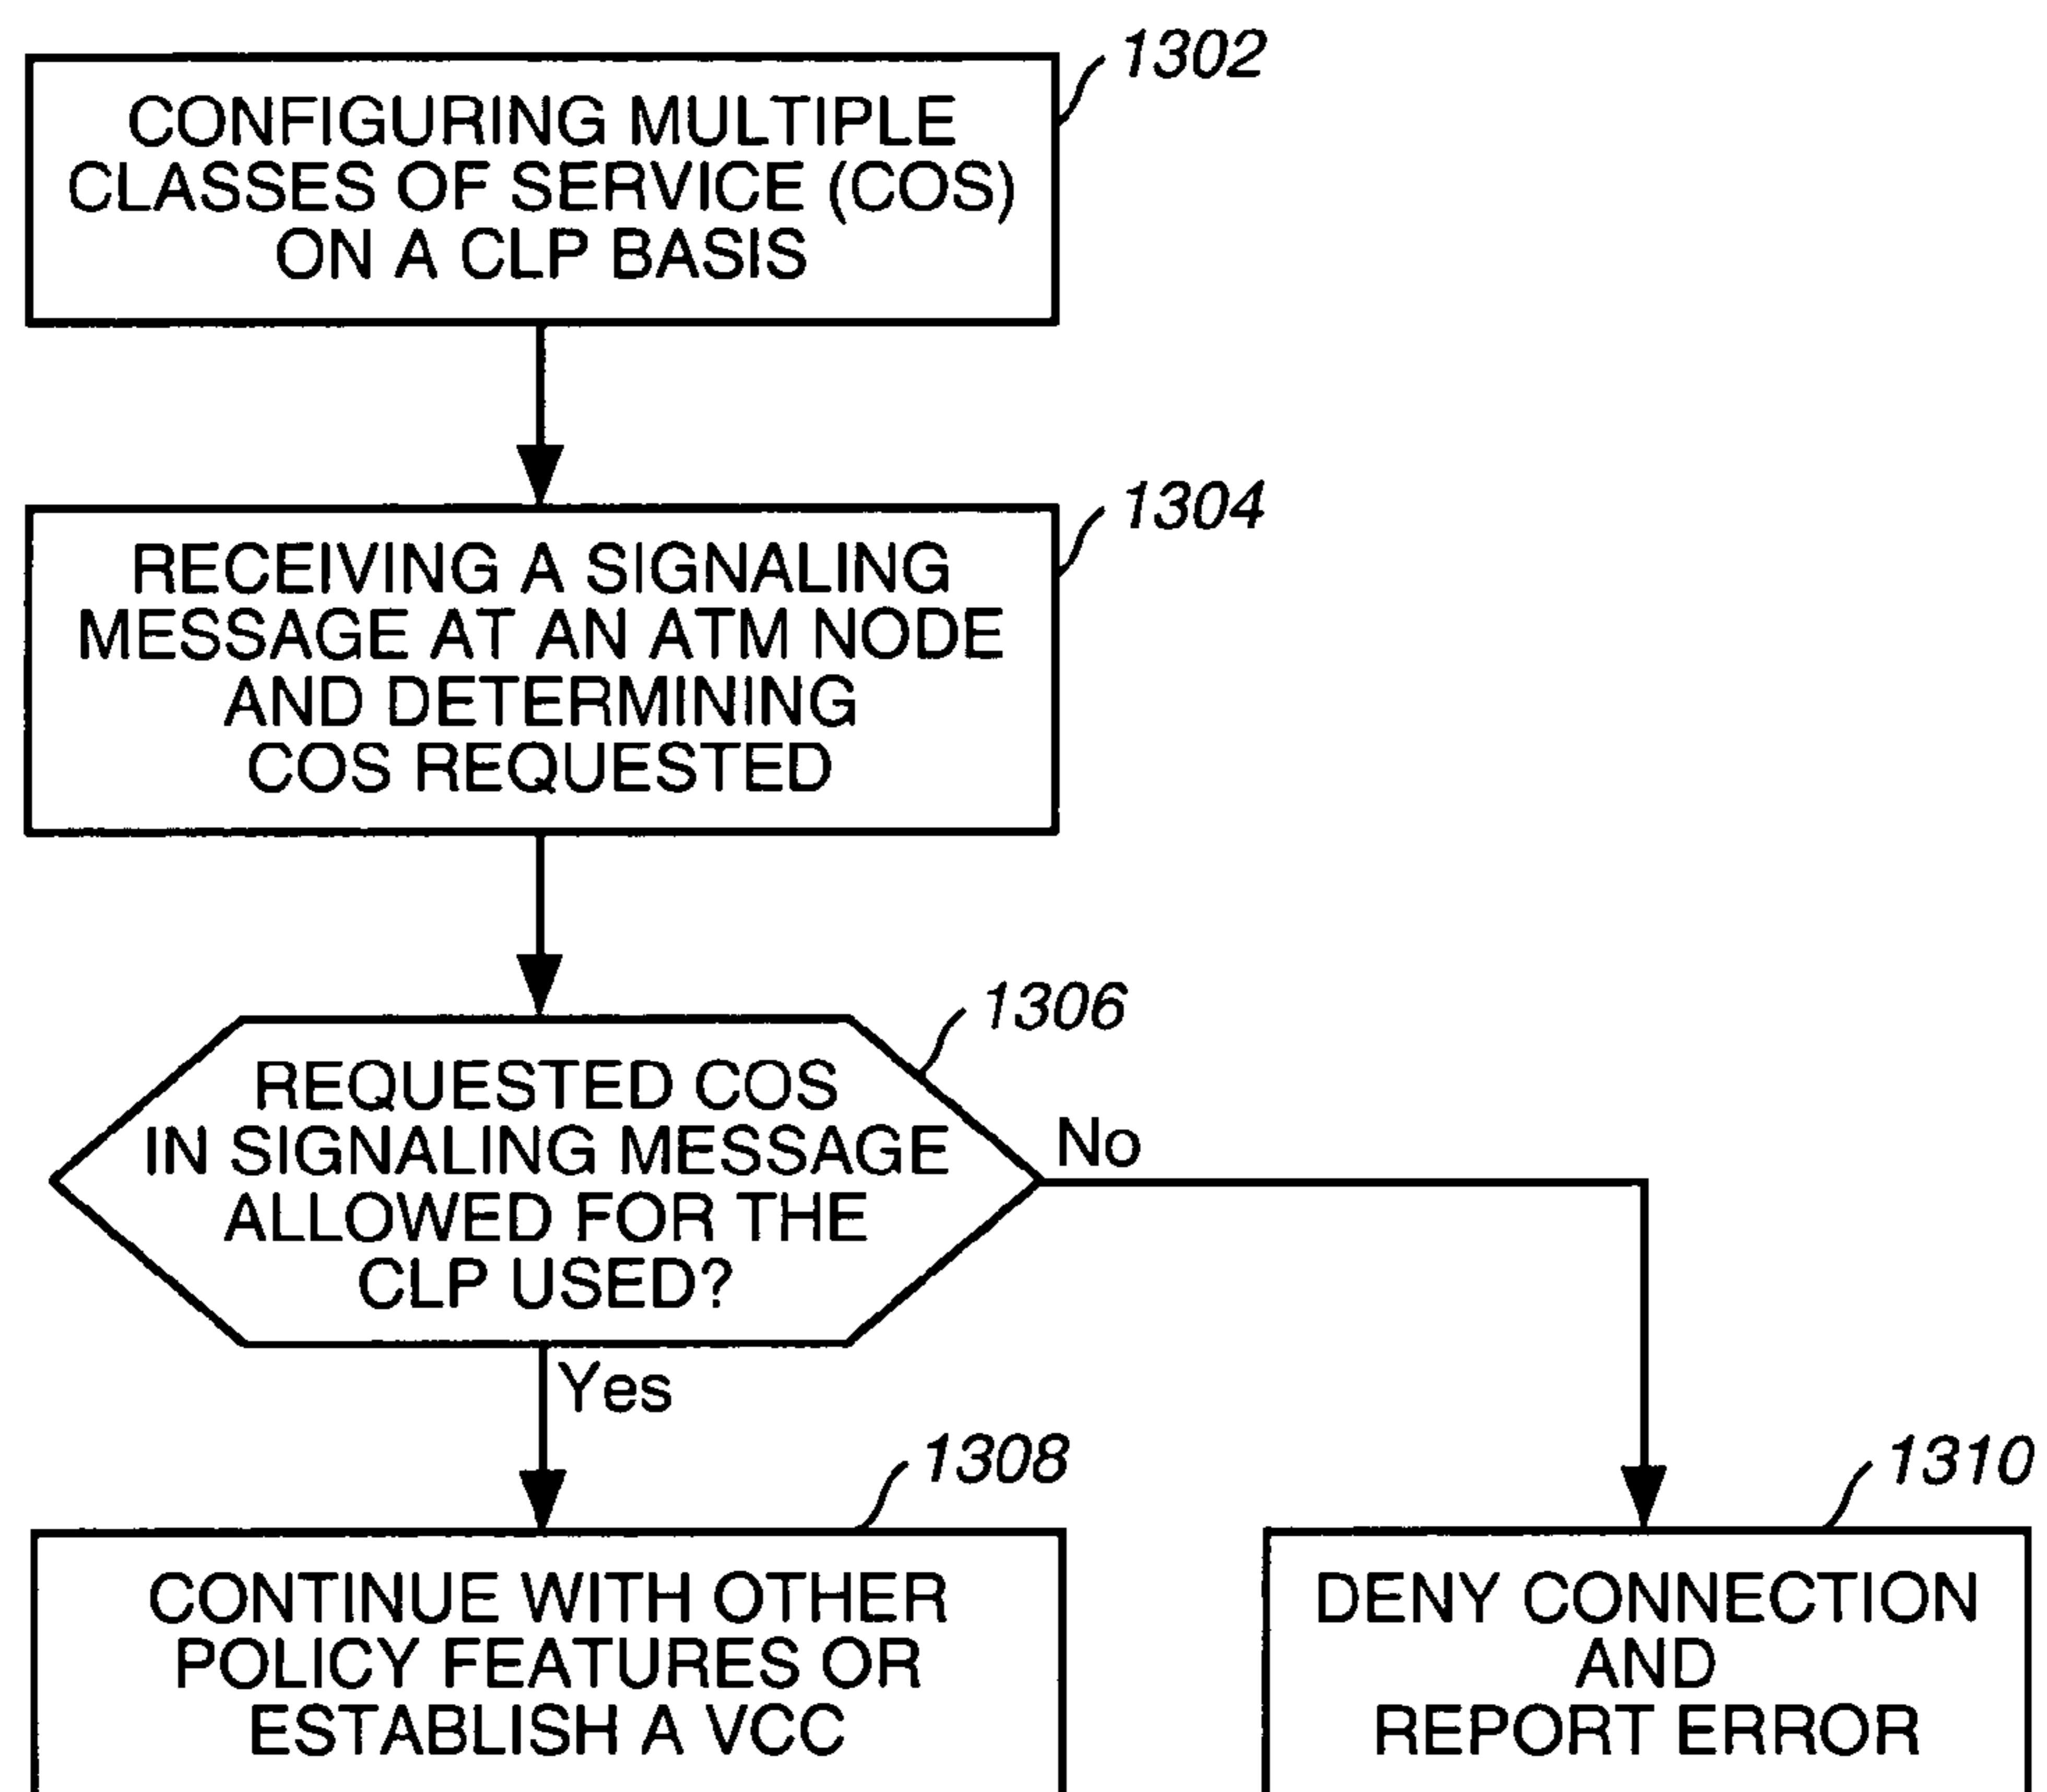 1302
CONFIGURING MULTIPLE
CLASSES OF SERVICE (COS)
ON A CLP BASIS
1304
RECEIVING A SIGNALING
MESSAGE AT AN ATM NODE
AND DETERMINING
COS REQUESTED
1306
REQUESTED COS
IN SIGNALING MESSAGE
ALLOWED FOR THE
CLP USED?
No
Yes
1308
CONTINUE WITH OTHER
POLICY FEATURES OR
ESTABLISH A VCC
1310
DENY CONNECTION
AND
REPORT ERROR